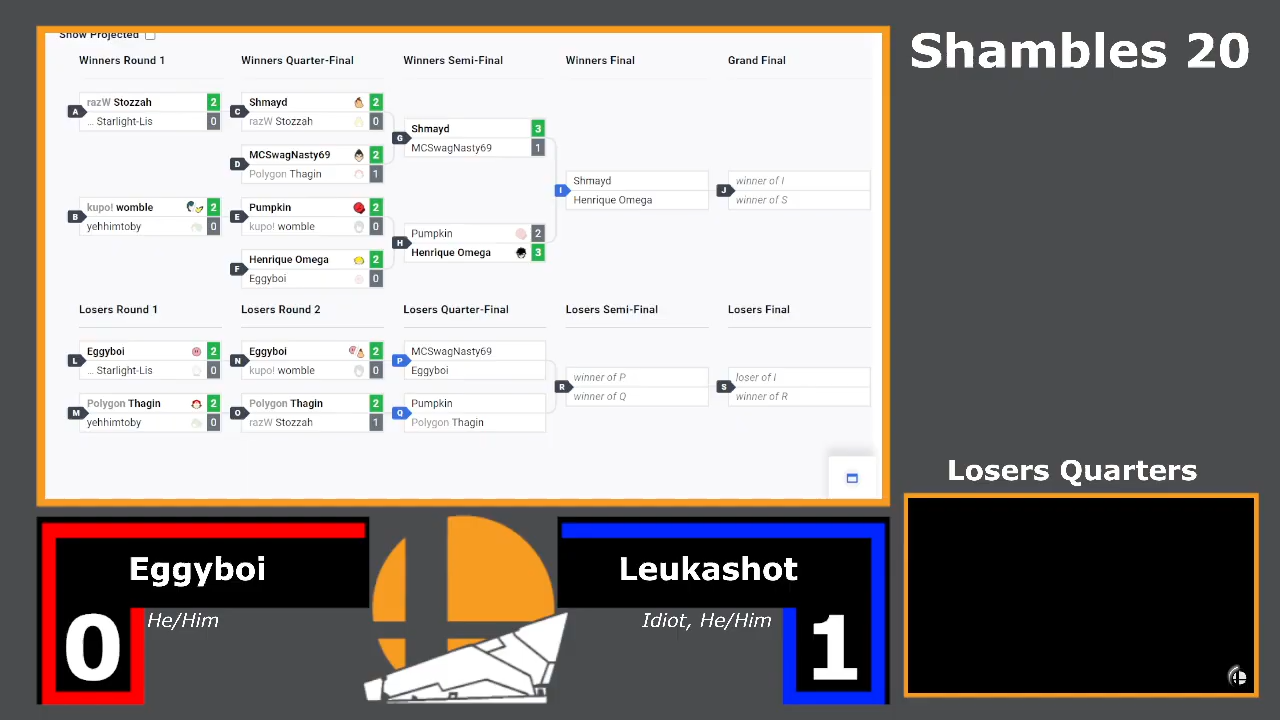 Show Projected
Shambles 20
Winners Round 1
Winners Quarter-Final
Winners Semi-Final
Winners Final
Grand Final
A
razW Stozzah 2
... Starlight-Lis 0
B
kupo! womble 2
yehhimtoby 0
C
Shmayd 2
razW Stozzah 0
D
MCSwagNasty69 2
Polygon Thagin 1
E
Pumpkin 2
kupo! womble 0
F
Henrique Omega 2
Eggyboi 0
G
Shmayd 3
MCSwagNasty69 1
H
Pumpkin 2
Henrique Omega 3
I
Shmayd
Henrique Omega
J
winner of I
winner of S
Losers Round 1
Losers Round 2
Losers Quarter-Final
Losers Semi-Final
Losers Final
L
Eggyboi 2
... Starlight-Lis 0
M
Polygon Thagin 2
yehhimtoby 0
N
Eggyboi 2
kupo! womble 0
O
Polygon Thagin 2
razW Stozzah 1
P
MCSwagNasty69
Eggyboi
Q
Pumpkin
Polygon Thagin
R
winner of P
winner of Q
S
loser of I
winner of R
Losers Quarters
Eggyboi
He/Him
0
Leukashot
Idiot, He/Him
1